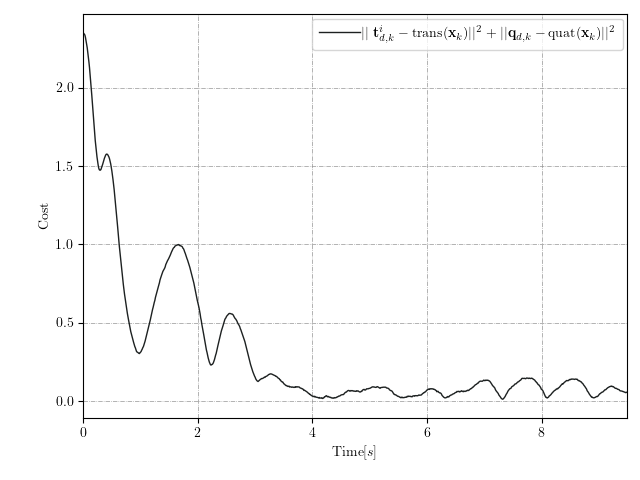 || t^i_{d,k} − trans(x_k)||² + ||q_{d,k} − quat(x_k)||²
2.0
1.5
1.0
0.5
0.0
Cost
0 2 4 6 8
Time[s]